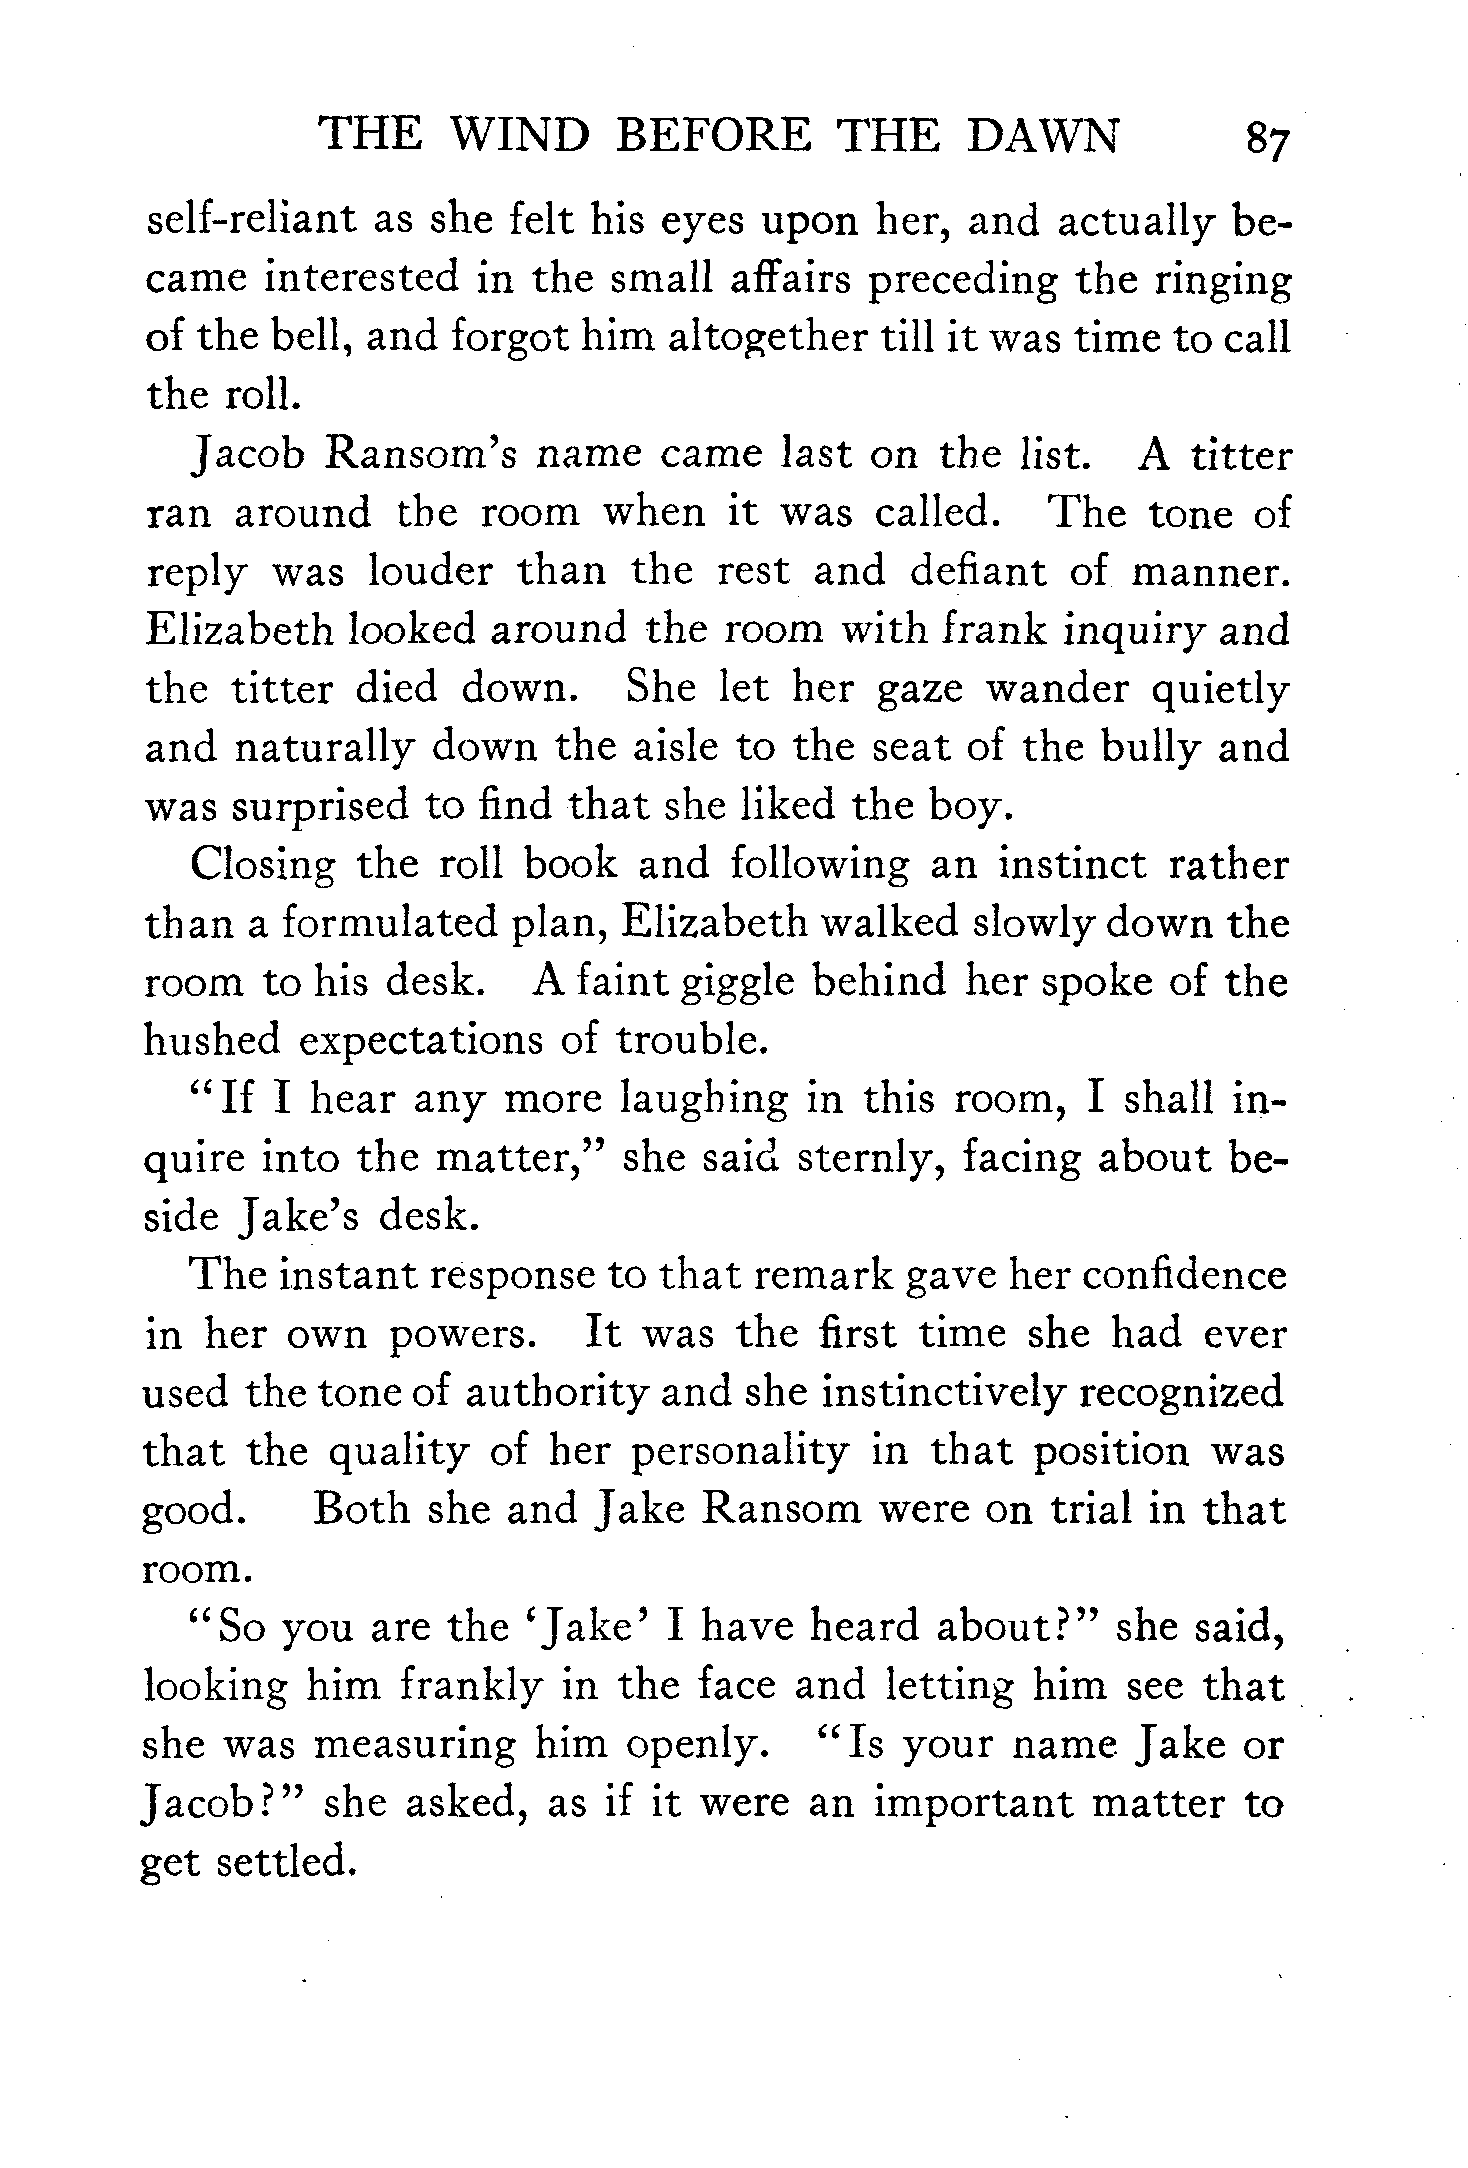 THE WIND BEFORE THE DAWN 87
self-reliant as she felt his eyes upon her, and actually be-
came interested in the small affairs preceding the ringing
of the bell, and forgot him altogether till it was time to call
the roll.
Jacob Ransom's name came last on the list. A titter
ran around the room when it was called. The tone of
reply was louder than the rest and defiant of manner.
Elizabeth looked around the room with frank inquiry and
the titter died down. She let her gaze wander quietly
and naturally down the aisle to the seat of the bully and
was surprised to find that she liked the boy.
Closing the roll book and following an instinct rather
than a formulated plan, Elizabeth walked slowly down the
room to his desk. A faint giggle behind her spoke of the
hushed expectations of trouble.
"If I hear any more laughing in this room, I shall in-
quire into the matter," she said sternly, facing about be-
side Jake's desk.
The instant response to that remark gave her confidence
in her own powers. It was the first time she had ever
used the tone of authority and she instinctively recognized
that the quality of her personality in that position was
good. Both she and Jake Ransom were on trial in that
room.
"So you are the 'Jake' I have heard about?" she said,
looking him frankly in the face and letting him see that
she was measuring him openly. "Is your name Jake or
Jacob?" she asked, as if it were an important matter to
get settled.